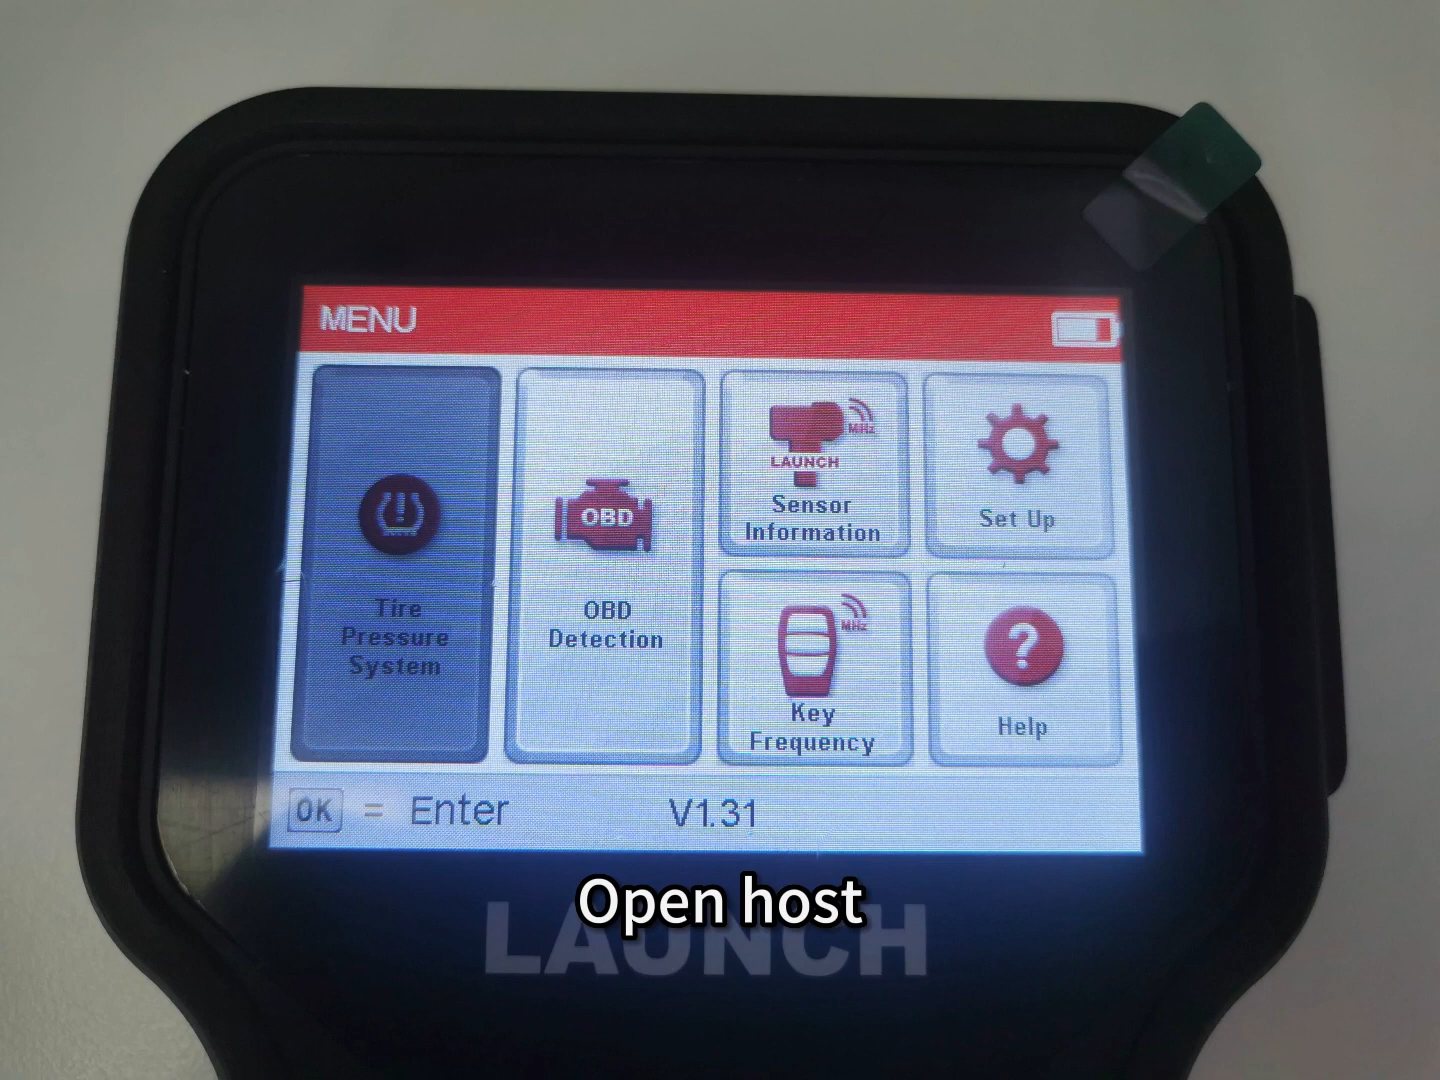 MENU
Tire
Pressure
System
OBD
OBD
Detection
MHz
LAUNCH
Sensor
Information
Set Up
MHz
Key
Frequency
?
Help
OK = Enter
V1.31
Open host
LAUNCH